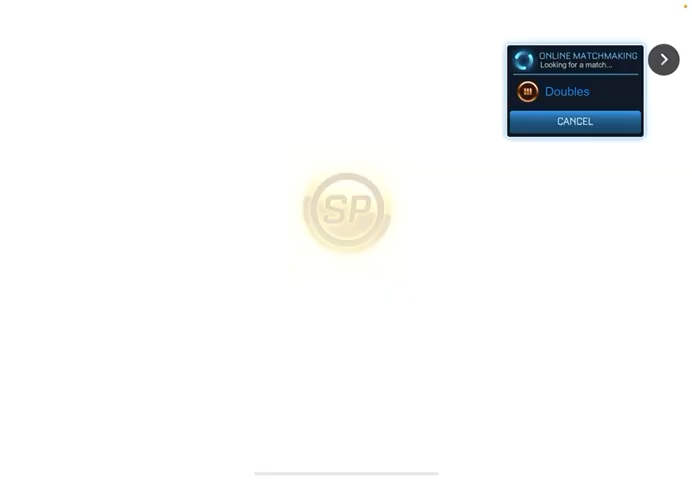 ONLINE MATCHMAKING
Looking for a match...
Doubles
CANCEL
SP